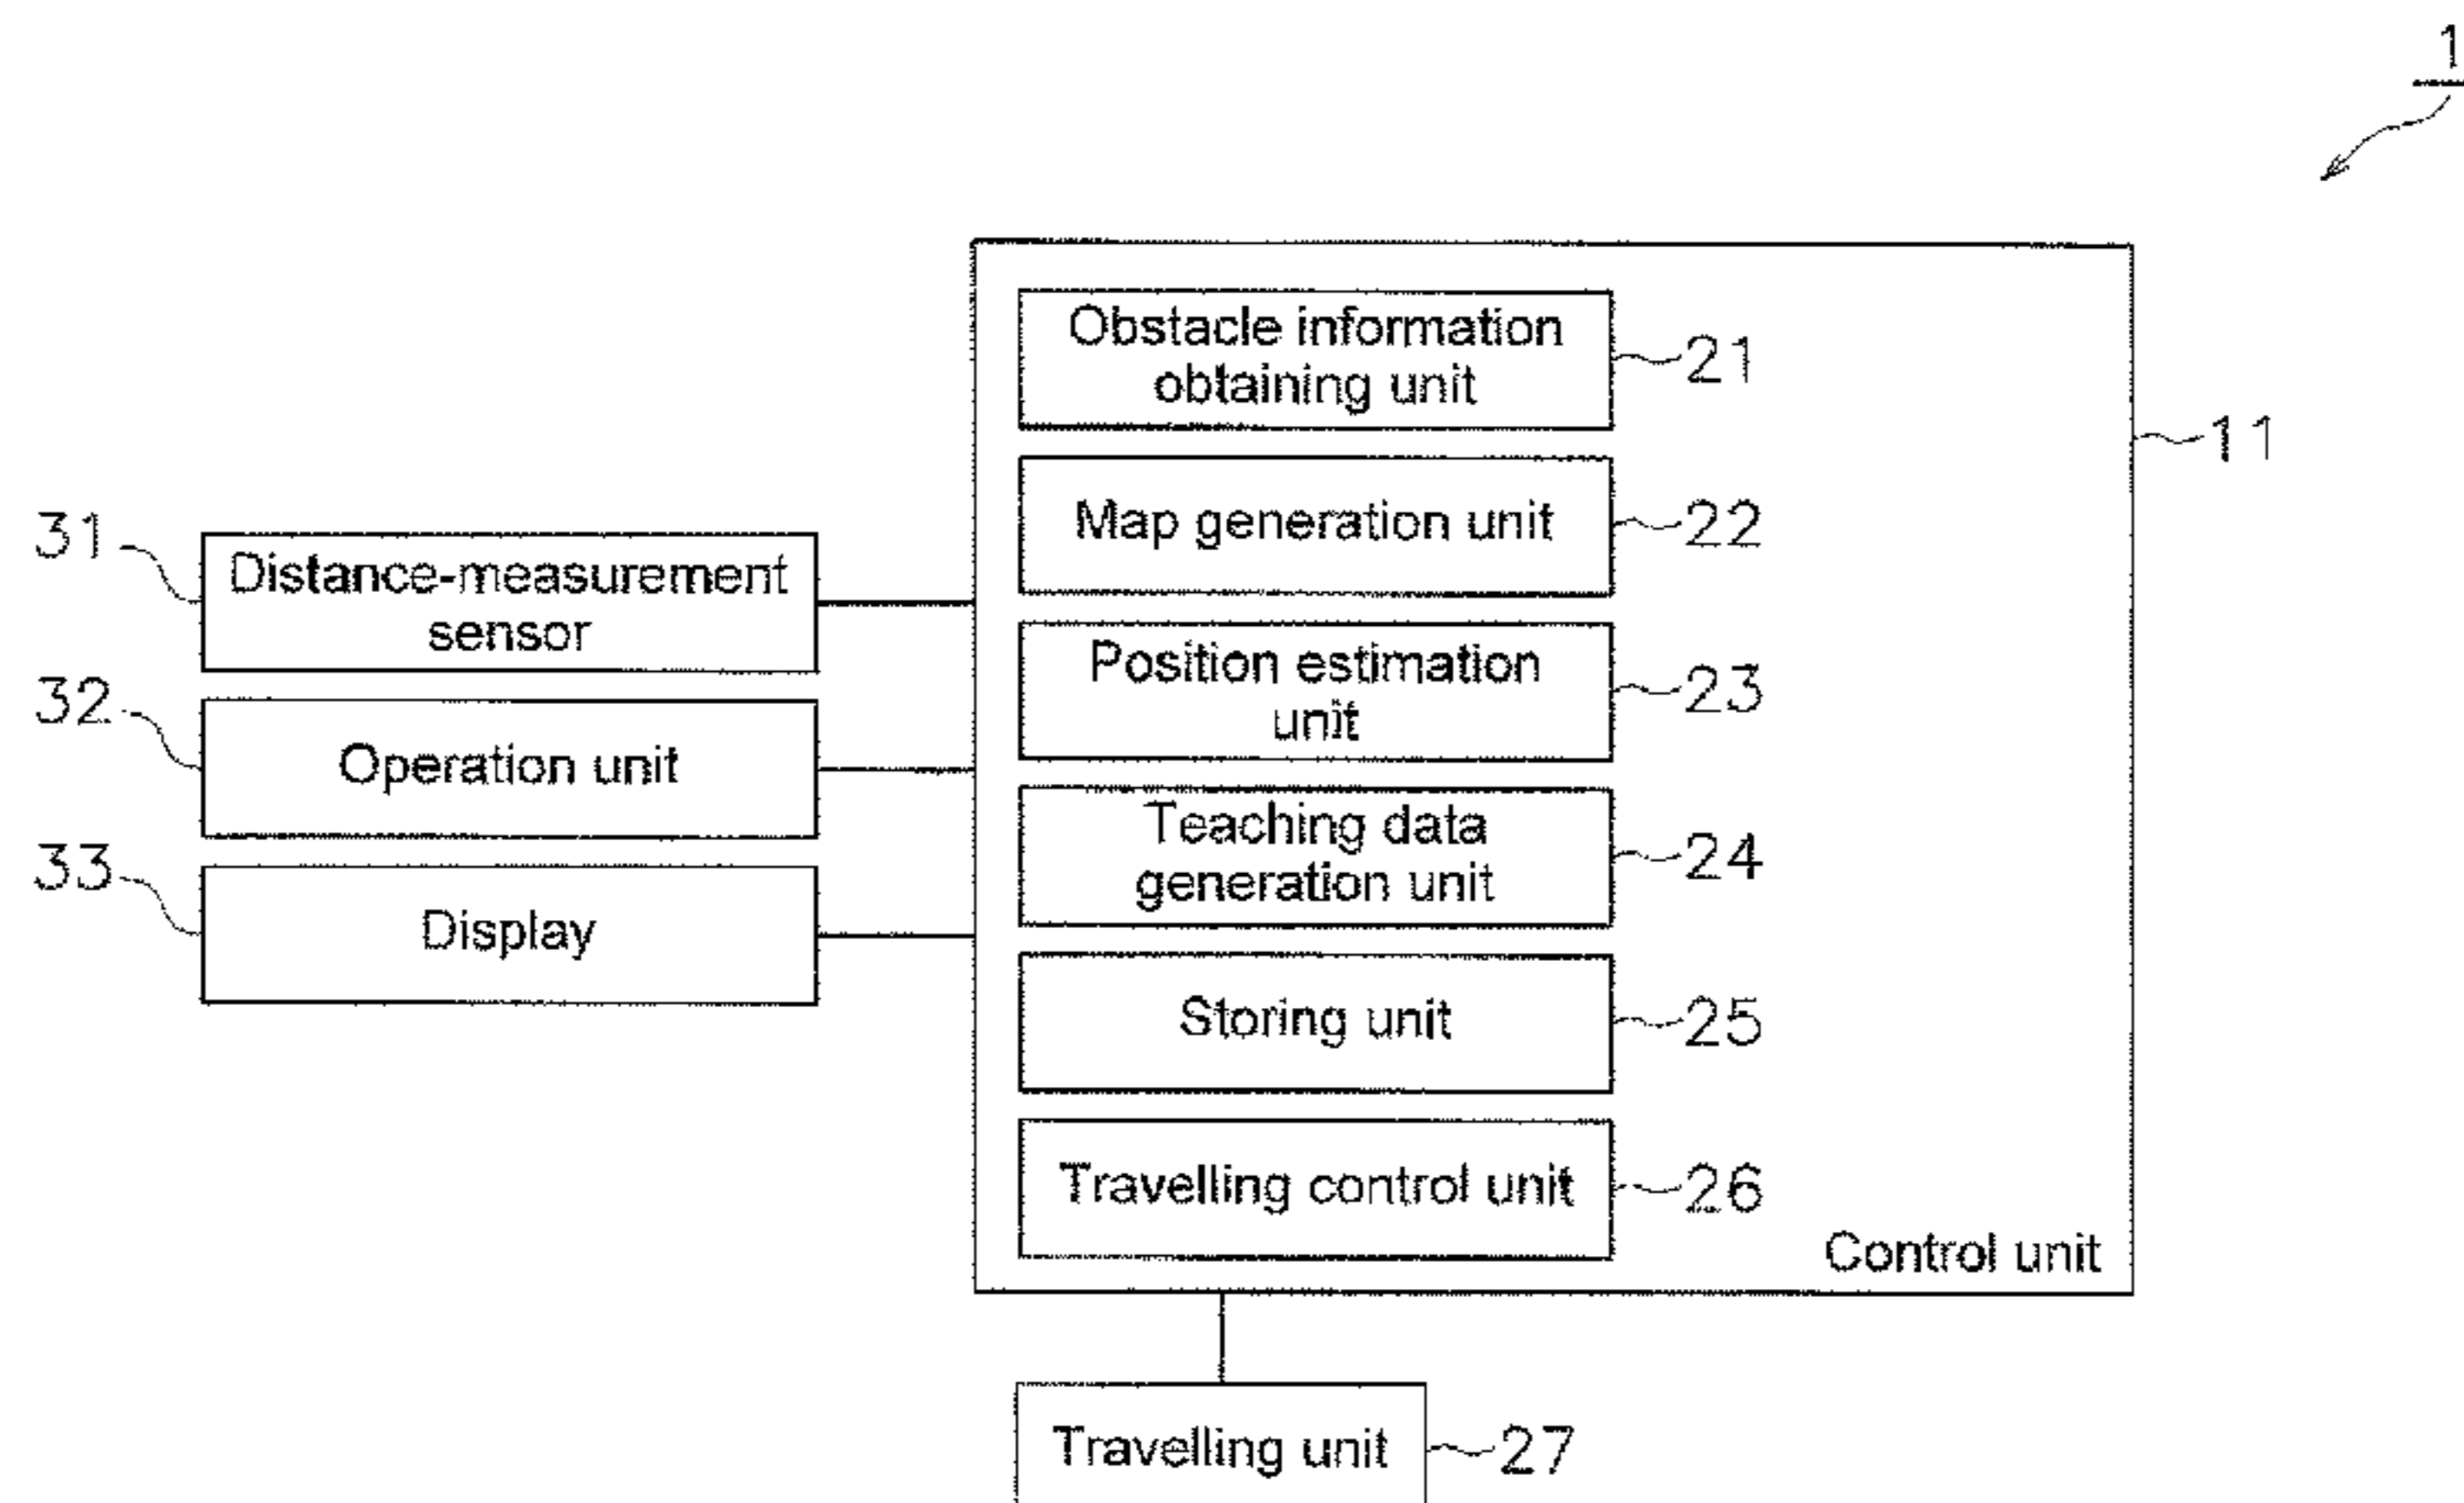 1
Obstacle information
obtaining unit
21
11
Map generation unit
22
31
Distance-measurement
sensor
Position estimation
unit
23
32
Operation unit
Teaching data
generation unit
24
33
Display
Storing unit
25
Travelling control unit
26
Control unit
Travelling unit
27